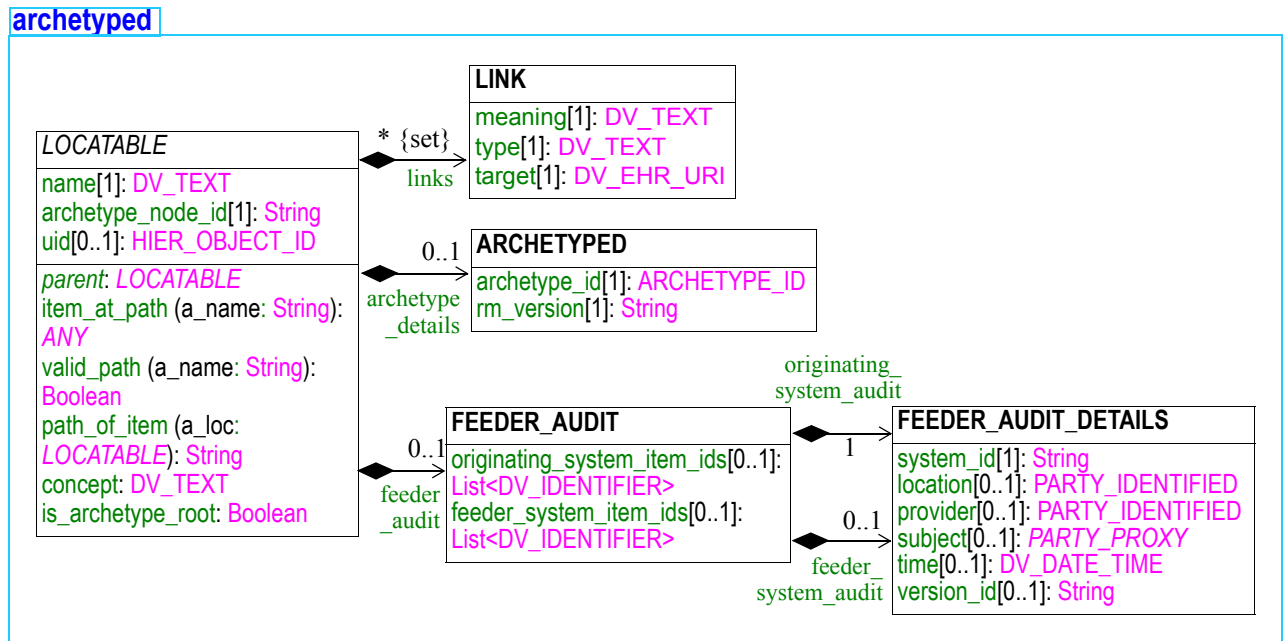 archetyped
LOCATABLE
name[1]: DV_TEXT
archetype_node_id[1]: String
uid[0..1]: HIER_OBJECT_ID
parent: LOCATABLE
item_at_path (a_name: String):
ANY
valid_path (a_name: String):
Boolean
path_of_item (a_loc:
LOCATABLE): String
concept: DV_TEXT
is_archetype_root: Boolean
* {set}
links
LINK
meaning[1]: DV_TEXT
type[1]: DV_TEXT
target[1]: DV_EHR_URI
0..1
archetype
_details
ARCHETYPED
archetype_id[1]: ARCHETYPE_ID
rm_version[1]: String
0..1
feeder
_audit
FEEDER_AUDIT
originating_system_item_ids[0..1]:
List<DV_IDENTIFIER>
feeder_system_item_ids[0..1]:
List<DV_IDENTIFIER>
originating_
system_audit
1
0..1
feeder_
system_audit
FEEDER_AUDIT_DETAILS
system_id[1]: String
location[0..1]: PARTY_IDENTIFIED
provider[0..1]: PARTY_IDENTIFIED
subject[0..1]: PARTY_PROXY
time[0..1]: DV_DATE_TIME
version_id[0..1]: String